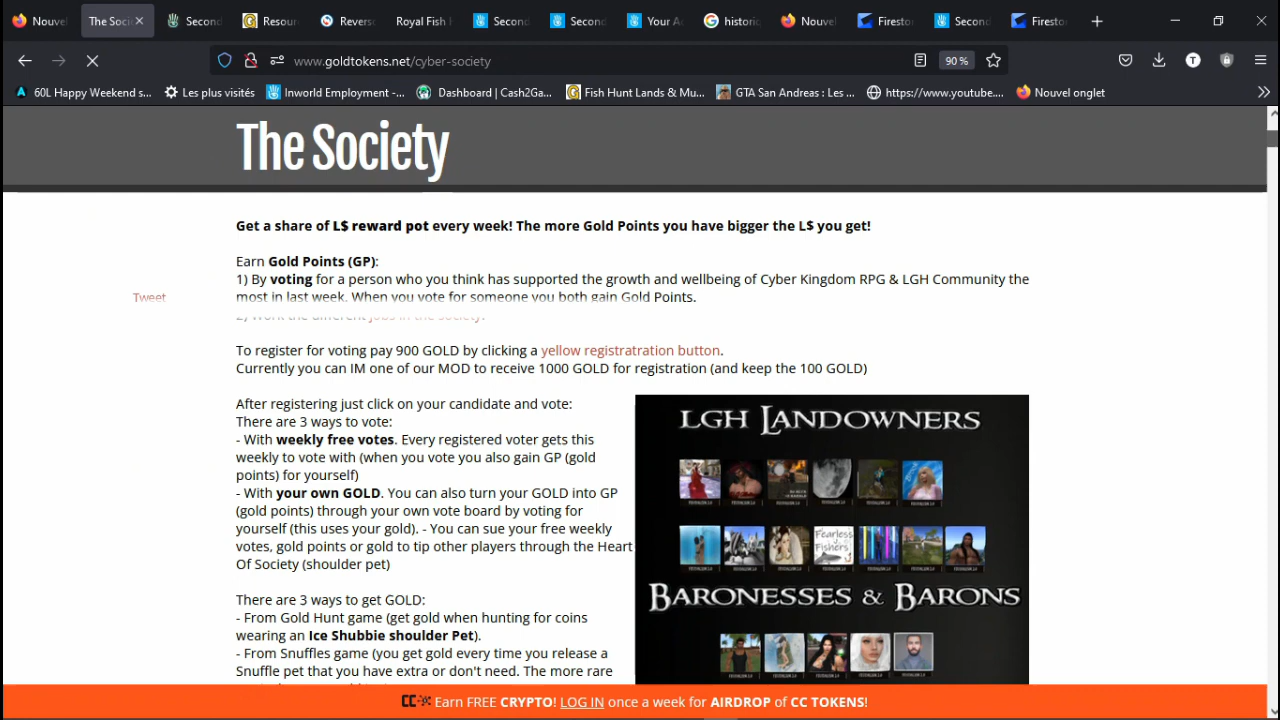 Nouvel
The Soci
Second
Resour
Reverse
Royal Fish H
Second
Second
Your Ac
historiq
Nouvel
Firesto
Second
Firesto
www.goldtokens.net/cyber-society
90 %
T
60L Happy Weekend s...
Les plus visités
Inworld Employment -...
Dashboard | Cash2Ga...
Fish Hunt Lands & Mu...
GTA San Andreas : Les ...
https://www.youtube....
Nouvel onglet
The Society
Get a share of L$ reward pot every week! The more Gold Points you have bigger the L$ you get!
Earn Gold Points (GP):
1) By voting for a person who you think has supported the growth and wellbeing of Cyber Kingdom RPG & LGH Community the
Tweet
most in last week. When you vote for someone you both gain Gold Points.
2) Work the different jobs in the society.
To register for voting pay 900 GOLD by clicking a yellow registratration button.
Currently you can IM one of our MOD to receive 1000 GOLD for registration (and keep the 100 GOLD)
After registering just click on your candidate and vote:
There are 3 ways to vote:
- With weekly free votes. Every registered voter gets this
weekly to vote with (when you vote you also gain GP (gold
points) for yourself)
- With your own GOLD. You can also turn your GOLD into GP
(gold points) through your own vote board by voting for
yourself (this uses your gold). - You can sue your free weekly
votes, gold points or gold to tip other players through the Heart
Of Society (shoulder pet)
There are 3 ways to get GOLD:
- From Gold Hunt game (get gold when hunting for coins
wearing an Ice Shubbie shoulder Pet).
- From Snuffles game (you get gold every time you release a
Snuffle pet that you have extra or don't need. The more rare
LGH Landowners
Fearless
Fishers
Baronesses & Barons
CC Earn FREE CRYPTO! LOG IN once a week for AIRDROP of CC TOKENS!